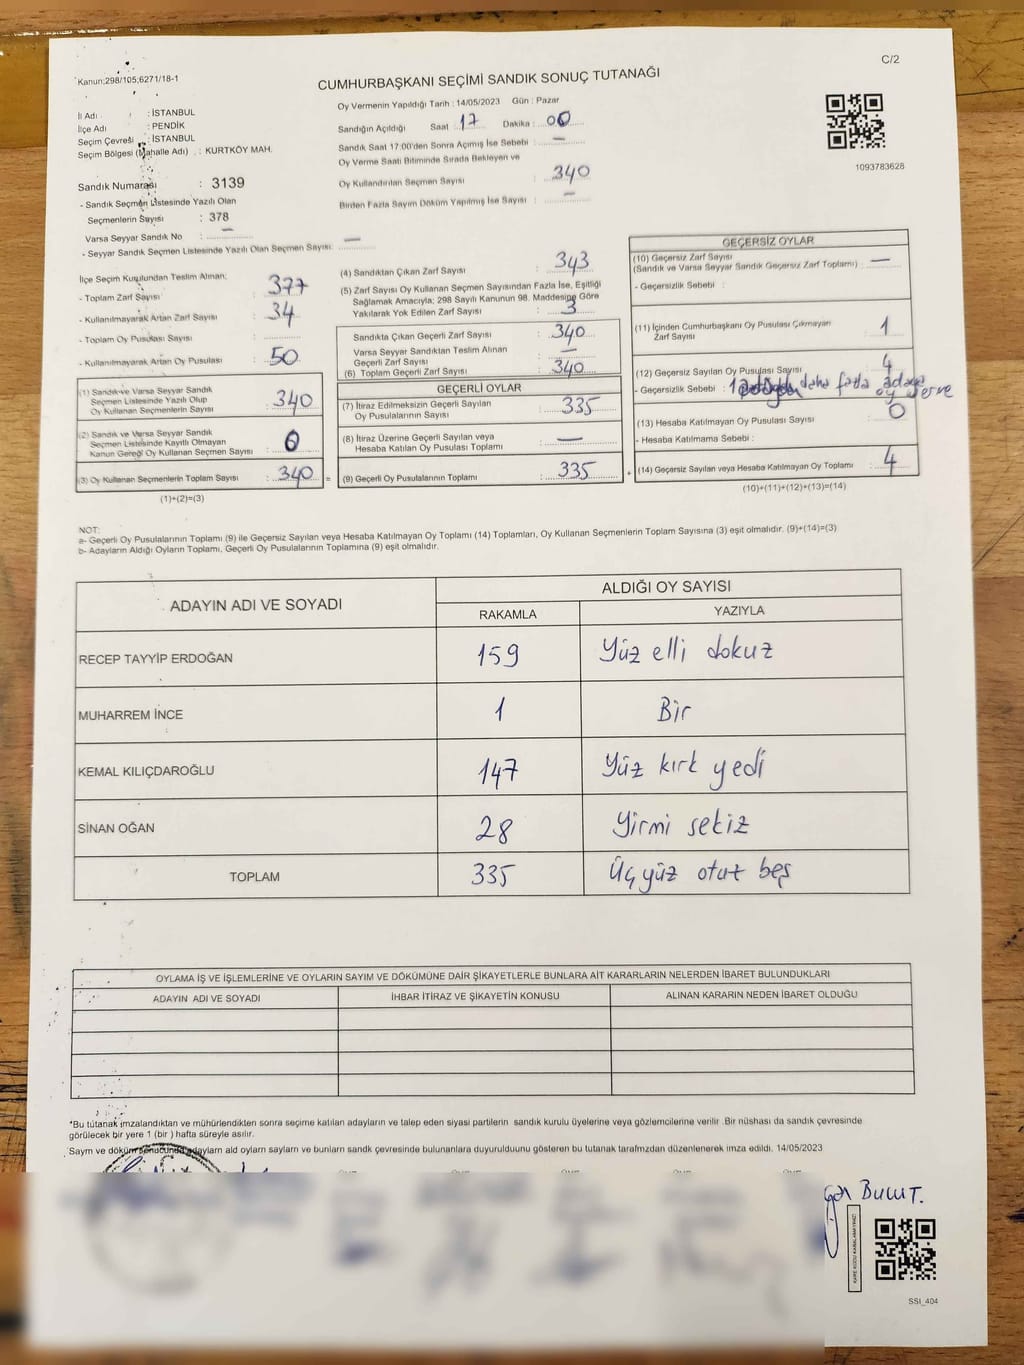 C/2
Kanun:298/105;6271/18-1
CUMHURBAŞKANI SEÇİMİ SANDIK SONUÇ TUTANAĞI
İl Adı : İSTANBUL
İlçe Adı : PENDİK
Seçim Çevresi : İSTANBUL
Seçim Bölgesi (Mahalle Adı) : KURTKÖY MAH.
Sandık Numarası : 3139
- Sandık Seçmen Listesinde Yazılı Olan
Seçmenlerin Sayısı : 378
Varsa Seyyar Sandık No : —
- Seyyar Sandık Seçmen Listesinde Yazılı Olan Seçmen Sayısı: —
Oy Vermenin Yapıldığı Tarih : 14/05/2023 Gün : Pazar
Sandığın Açıldığı Saat : 17 Dakika : 00
Sandık Saat 17:00'den Sonra Açımış İse Sebebi : —
Oy Verme Saati Bitiminde Sırada Bekleyen ve
Oy Kullandırılan Seçmen Sayısı : 340
Birden Fazla Sayım Döküm Yapılmış İse Sayısı : —
1093783628
İlçe Seçim Kurulundan Teslim Alınan;
- Toplam Zarf Sayısı : 377
- Kullanılmayarak Artan Zarf Sayısı : 34
- Toplam Oy Pusulası Sayısı :
- Kullanılmayarak Artan Oy Pusulası : 50
(1) Sandık ve Varsa Seyyar Sandık
Seçmen Listesinde Yazılı Olup
Oy Kullanan Seçmenlerin Sayısı : 340
(2) Sandık ve Varsa Seyyar Sandık
Seçmen Listesinde Kayıtlı Olmayan
Kanun Gereği Oy Kullanan Seçmen Sayısı : 0
(3) Oy Kullanan Seçmenlerin Toplam Sayısı : 340 =
(1)+(2)=(3)
(4) Sandıktan Çıkan Zarf Sayısı : 343
(5) Zarf Sayısı Oy Kullanan Seçmen Sayısından Fazla İse, Eşitliği
Sağlamak Amacıyla; 298 Sayılı Kanunun 98. Maddesine Göre
Yakılarak Yok Edilen Zarf Sayısı : 3
Sandıkta Çıkan Geçerli Zarf Sayısı : 340
Varsa Seyyar Sandıktan Teslim Alınan
Geçerli Zarf Sayısı : —
(6) Toplam Geçerli Zarf Sayısı : 340
GEÇERLİ OYLAR
(7) İtiraz Edilmeksizin Geçerli Sayılan
Oy Pusulalarının Sayısı : 335
(8) İtiraz Üzerine Geçerli Sayılan veya
Hesaba Katılan Oy Pusulası Toplamı : —
(9) Geçerli Oy Pusulalarının Toplamı : 335 +
GEÇERSİZ OYLAR
(10) Geçersiz Zarf Sayısı
(Sandık ve Varsa Seyyar Sandık Geçersiz Zarf Toplamı) : —
- Geçersizlik Sebebi :
(11) İçinden Cumhurbaşkanı Oy Pusulası Çıkmayan
Zarf Sayısı : 1
(12) Geçersiz Sayılan Oy Pusulası Sayısı : 4
- Geçersizlik Sebebi : daha fazla adaya
oy verme
(13) Hesaba Katılmayan Oy Pusulası Sayısı : 0
- Hesaba Katılmama Sebebi :
(14) Geçersiz Sayılan veya Hesaba Katılmayan Oy Toplamı : 4
(10)+(11)+(12)+(13)=(14)
NOT:
a- Geçerli Oy Pusulalarının Toplamı (9) ile Geçersiz Sayılan veya Hesaba Katılmayan Oy Toplamı (14) Toplamları, Oy Kullanan Seçmenlerin Toplam Sayısına (3) eşit olmalıdır. (9)+(14)=(3)
b- Adayların Aldığı Oyların Toplamı, Geçerli Oy Pusulalarının Toplamına (9) eşit olmalıdır.
ADAYIN ADI VE SOYADI ALDIĞI OY SAYISI
RAKAMLA YAZIYLA
RECEP TAYYİP ERDOĞAN 159 Yüz elli dokuz
MUHARREM İNCE 1 Bir
KEMAL KILIÇDAROĞLU 147 Yüz kırk yedi
SİNAN OĞAN 28 Yirmi sekiz
TOPLAM 335 Üç yüz otuz beş
OYLAMA İŞ VE İŞLEMLERİNE VE OYLARIN SAYIM VE DÖKÜMÜNE DAİR ŞİKAYETLERLE BUNLARA AİT KARARLARIN NELERDEN İBARET BULUNDUKLARI
ADAYIN ADI VE SOYADI İHBAR İTİRAZ VE ŞİKAYETİN KONUSU ALINAN KARARIN NEDEN İBARET OLDUĞU
*Bu tutanak imzalandıktan ve mühürlendikten sonra seçime katılan adayların ve talep eden siyasi partilerin sandık kurulu üyelerine veya gözlemcilerine verilir. Bir nüshası da sandık çevresinde
görülecek bir yere 1 (bir ) hafta süreyle asılır.
Saym ve döküm sonucunda adaylarn ald oylarn saylarn ve bunlarn sandk çevresinde bulunanlara duyurulduunu gösteren bu tutanak tarafmzdan düzenlenerek imza edildi. 14/05/2023
BULUT.
SSI_404